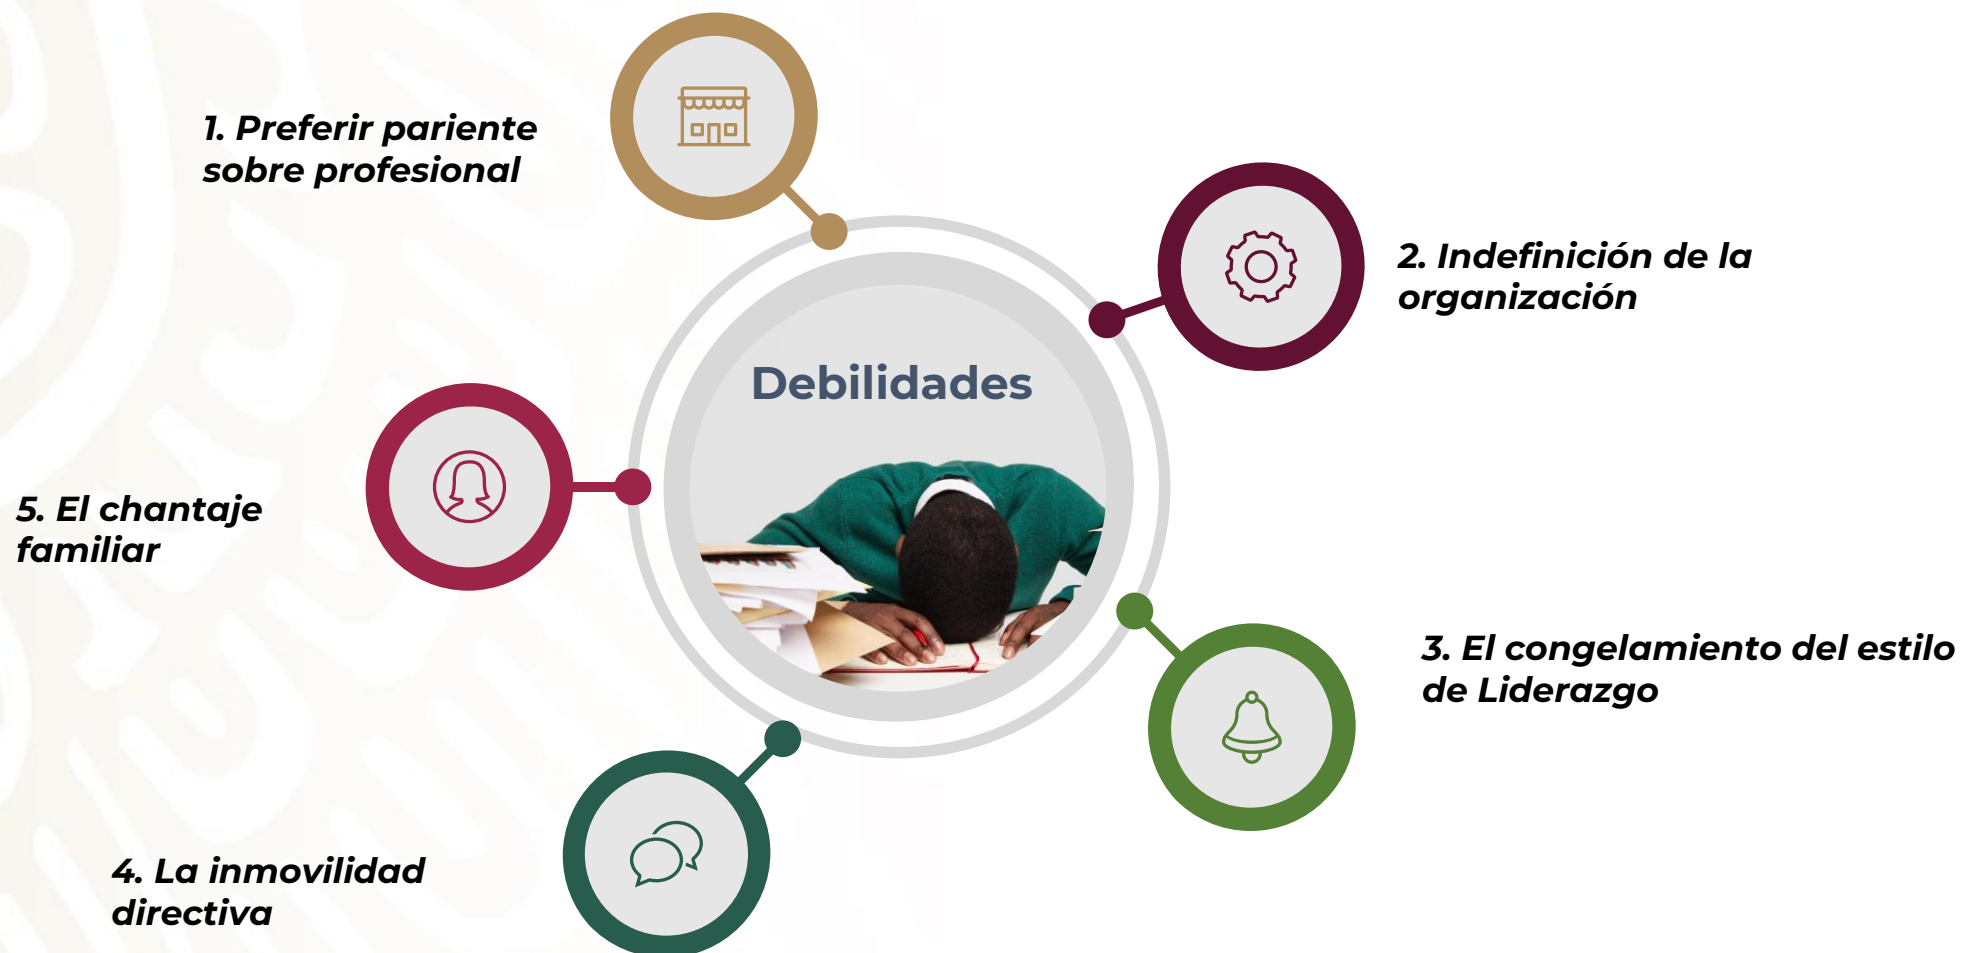 1. Preferir pariente
sobre profesional
2. Indefinición de la
organización
Debilidades
5. El chantaje
familiar
3. El congelamiento del estilo
de Liderazgo
4. La inmovilidad
directiva